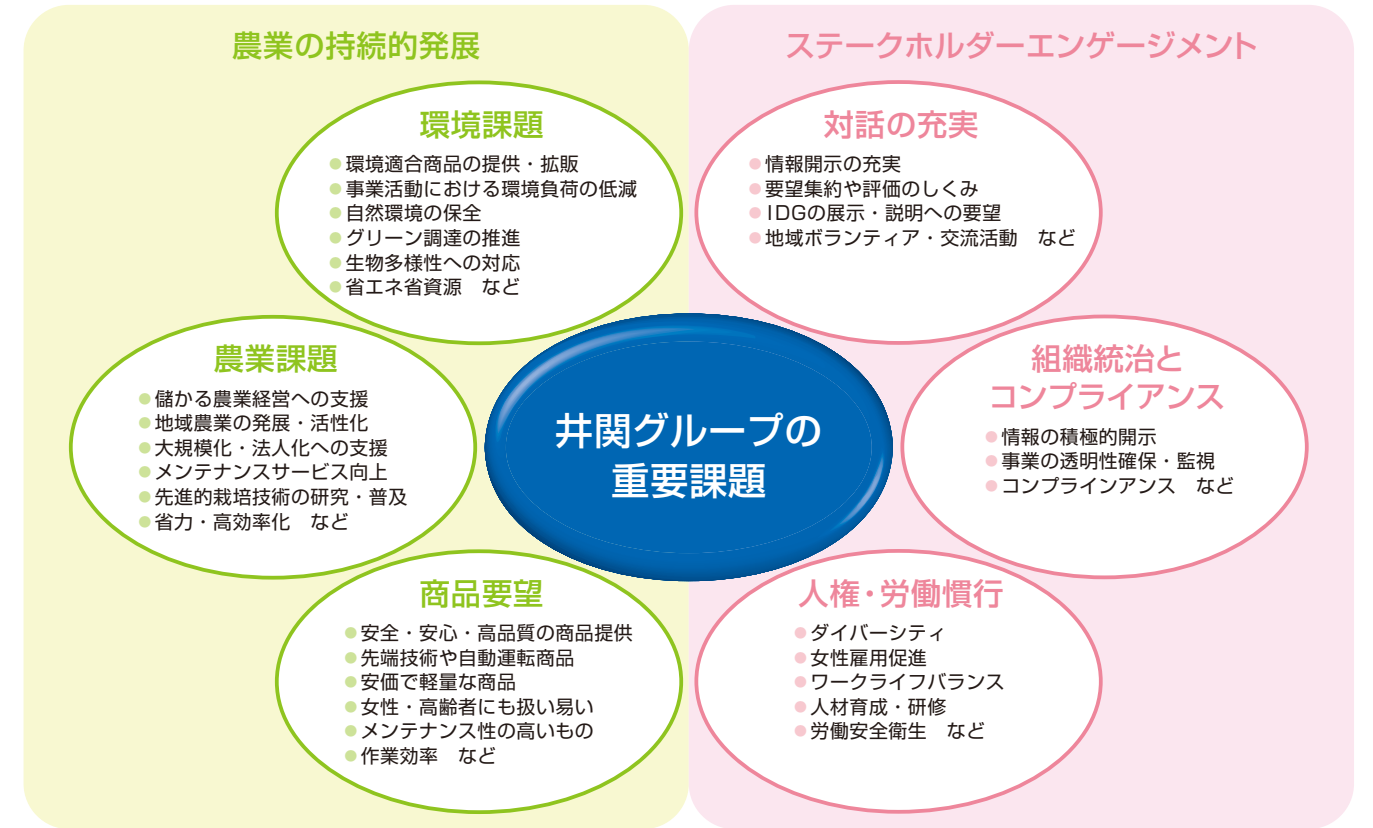 農業の持続的発展
環境課題
●環境適合商品の提供・拡販
●事業活動における環境負荷の低減
●自然環境の保全
●グリーン調達の推進
●生物多様性への対応
●省エネ省資源　など
農業課題
●儲かる農業経営への支援
●地域農業の発展・活性化
●大規模化・法人化への支援
●メンテナンスサービス向上
●先進的栽培技術の研究・普及
●省力・高効率化　など
商品要望
●安全・安心・高品質の商品提供
●先端技術や自動運転商品
●安価で軽量な商品
●女性・高齢者にも扱い易い
●メンテナンス性の高いもの
●作業効率　など
井関グループの
重要課題
ステークホルダーエンゲージメント
対話の充実
●情報開示の充実
●要望集約や評価のしくみ
●IDGの展示・説明への要望
●地域ボランティア・交流活動　など
組織統治と
コンプライアンス
●情報の積極的開示
●事業の透明性確保・監視
●コンプラインアンス　など
人権・労働慣行
●ダイバーシティ
●女性雇用促進
●ワークライフバランス
●人材育成・研修
●労働安全衛生　など